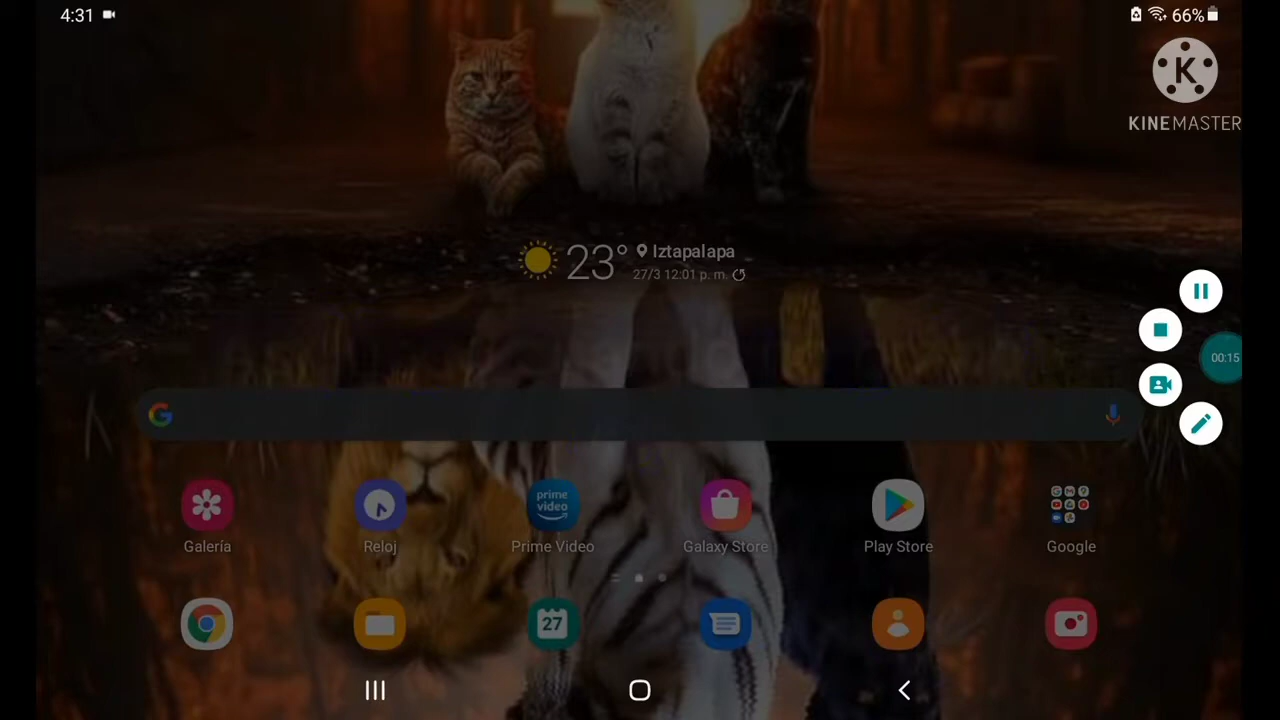 4:31
66%
KINEMASTER
23° Iztapalapa
27/3 12:01 p. m.
00:15
prime
video
Galería
Reloj
Prime Video
Galaxy Store
Play Store
Google
27